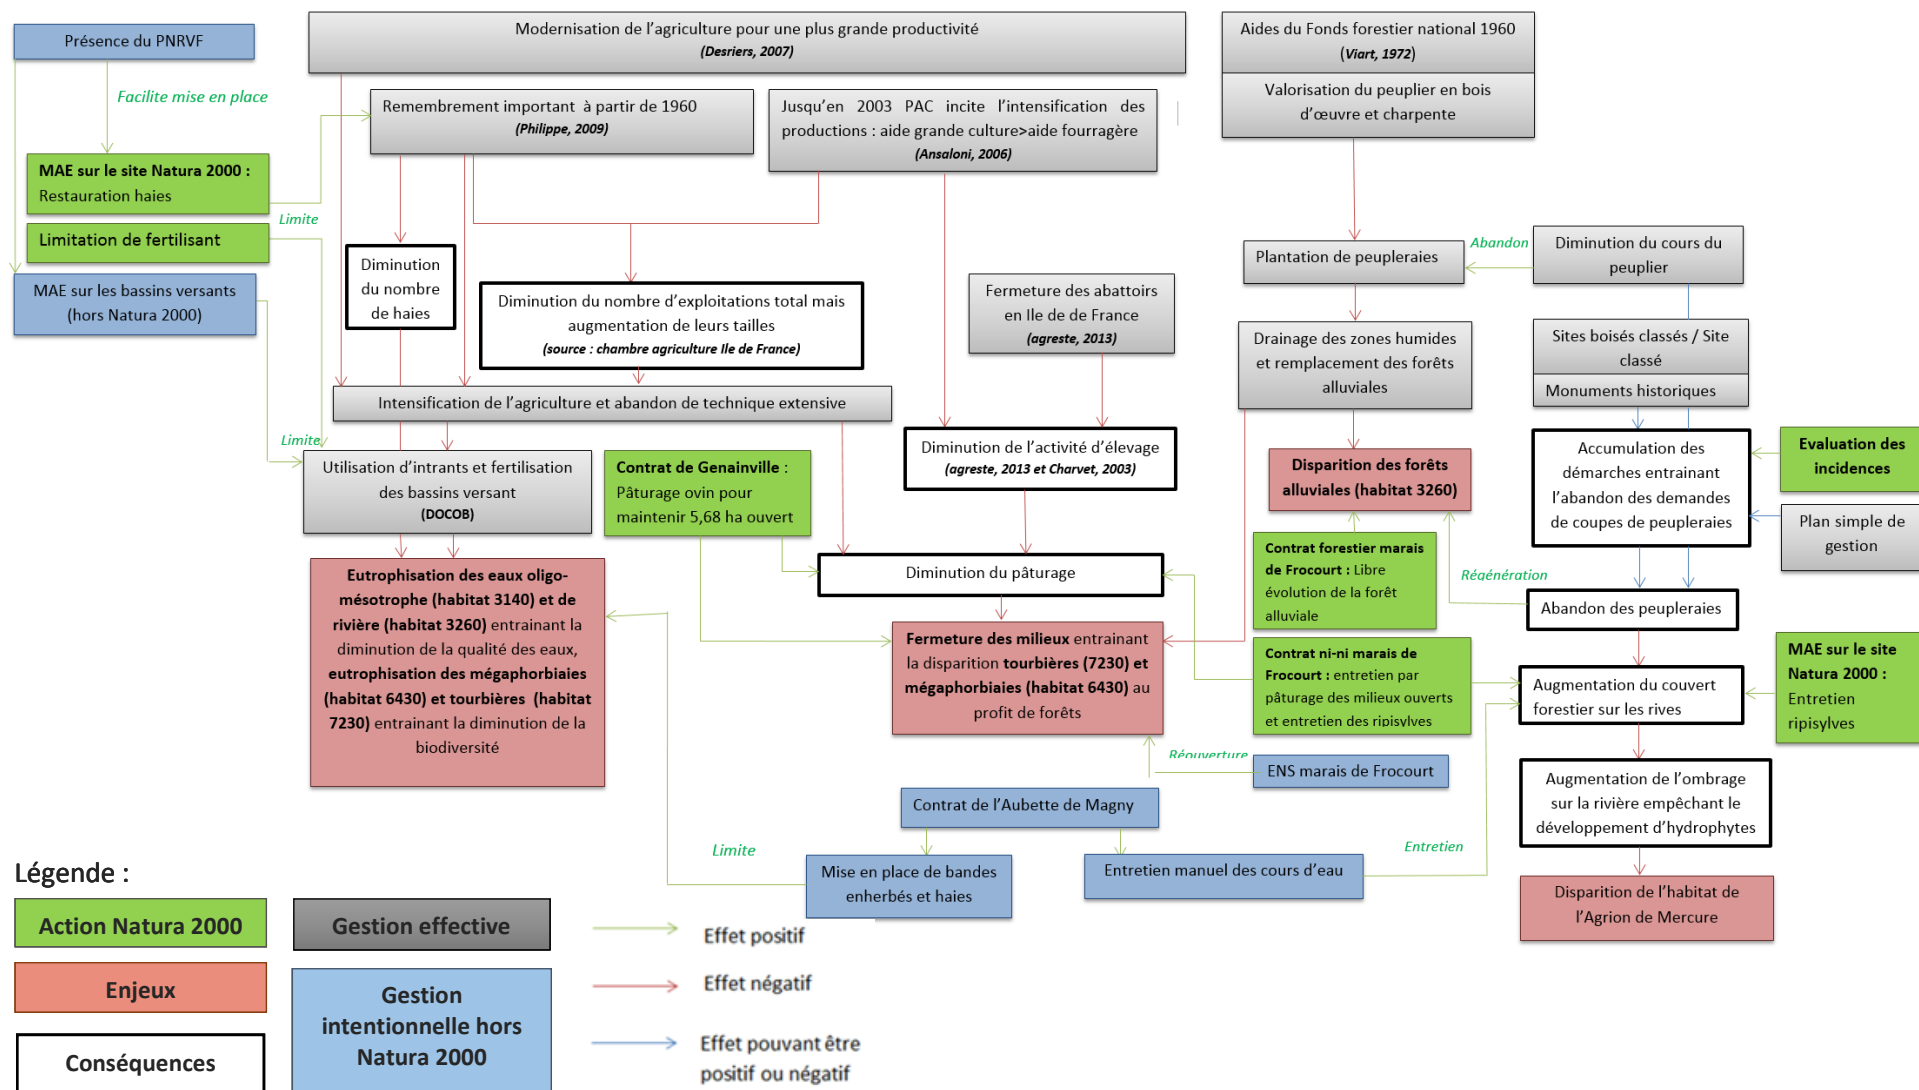 Présence du PNRVF
Modernisation de l'agriculture pour une plus grande productivité
(Desriers, 2007)
Aides du Fonds forestier national 1960
(Viart, 1972)
Valorisation du peuplier en bois
d'œuvre et charpente
Facilite mise en place
Remembrement important à partir de 1960
(Philippe, 2009)
Jusqu'en 2003 PAC incite l'intensification des
productions : aide grande culture>aide fourragère
(Ansaloni, 2006)
MAE sur le site Natura 2000 :
Restauration haies
Limite
Limitation de fertilisant
MAE sur les bassins versants
(hors Natura 2000)
Diminution
du nombre
de haies
Diminution du nombre d'exploitations total mais
augmentation de leurs tailles
(source : chambre agriculture Ile de France)
Fermeture des abattoirs
en Ile de de France
(agreste, 2013)
Plantation de peupleraies
Abandon
Diminution du cours du
peuplier
Drainage des zones humides
et remplacement des forêts
alluviales
Sites boisés classés / Site
classé
Monuments historiques
Intensification de l'agriculture et abandon de technique extensive
Limite
Utilisation d'intrants et fertilisation
des bassins versant
(DOCOB)
Contrat de Genainville :
Pâturage ovin pour
maintenir 5,68 ha ouvert
Diminution de l'activité d'élevage
(agreste, 2013 et Charvet, 2003)
Disparition des forêts
alluviales (habitat 3260)
Accumulation des
démarches entrainant
l'abandon des demandes
de coupes de peupleraies
Evaluation des
incidences
Plan simple de
gestion
Eutrophisation des eaux oligo-
mésotrophe (habitat 3140) et de
rivière (habitat 3260) entrainant la
diminution de la qualité des eaux,
eutrophisation des mégaphorbiaies
(habitat 6430) et tourbières (habitat
7230) entrainant la diminution de la
biodiversité
Diminution du pâturage
Contrat forestier marais
de Frocourt : Libre
évolution de la forêt
alluviale
Régénération
Abandon des peupleraies
Fermeture des milieux entrainant
la disparition tourbières (7230) et
mégaphorbiaies (habitat 6430) au
profit de forêts
Contrat ni-ni marais de
Frocourt : entretien par
pâturage des milieux ouverts
et entretien des ripisylves
Augmentation du couvert
forestier sur les rives
MAE sur le site
Natura 2000 :
Entretien
ripisylves
Réouverture
ENS marais de Frocourt
Augmentation de l'ombrage
sur la rivière empêchant le
développement d'hydrophytes
Contrat de l'Aubette de Magny
Limite
Mise en place de bandes
enherbés et haies
Entretien manuel des cours d'eau
Entretien
Disparition de l'habitat de
l'Agrion de Mercure
Légende :
Action Natura 2000
Gestion effective
Effet positif
Enjeux
Effet négatif
Gestion
intentionnelle hors
Natura 2000
Conséquences
Effet pouvant être
positif ou négatif